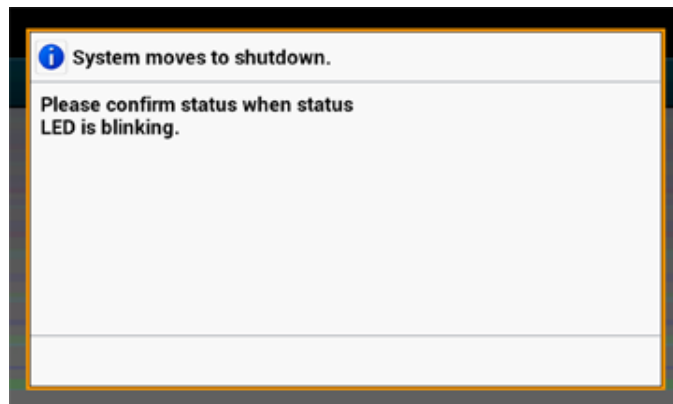 System moves to shutdown.
Please confirm status when status
LED is blinking.